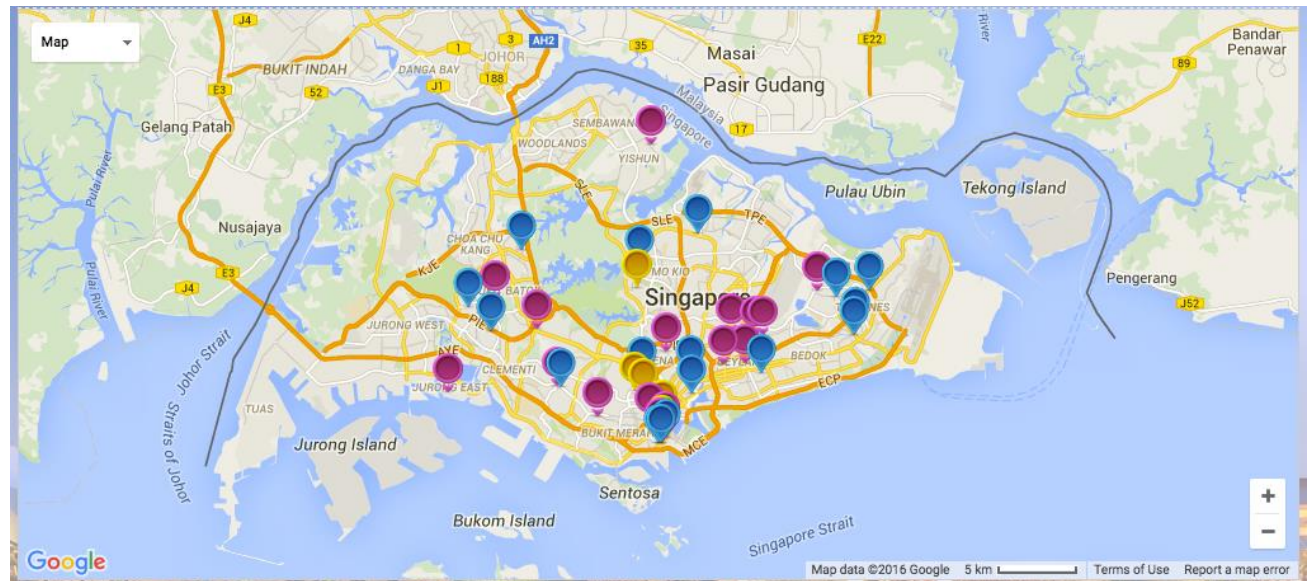 Map
J4
1
3
AH2
35
E22
JOHOR
Masai
Bandar
Penawar
BUKIT INDAH
DANGA BAY
188
Pasir Gudang
89
E3
52
J1
Malaysia
Singapore
17
Gelang Patah
SEMBAWANG
WOODLANDS
YISHUN
Pulai River
SLE
Pulau Ubin
Tekong Island
Nusajaya
SLE
TPE
CHOA CHU
KANG
KJE
E3
Pengerang
J4
Singapore
J52
Pulai River
PIE
JURONG WEST
Johor Strait
AYE
CLEMENTI
BEDOK
JURONG EAST
ECP
TUAS
Straits of Johor
BUKIT MERAH
MCE
Jurong Island
Sentosa
Bukom Island
Singapore Strait
+
−
Google
Map data ©2016 Google 5 km Terms of Use Report a map error